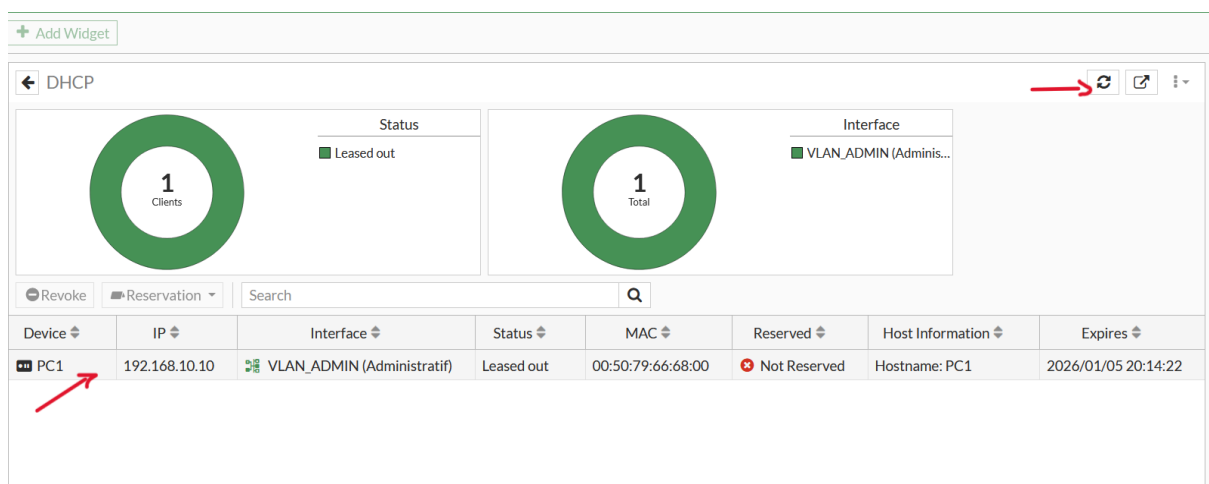 Add Widget
DHCP
Status
Leased out
1
Clients
Interface
VLAN_ADMIN (Adminis...
1
Total
Revoke Reservation Search
Device IP Interface Status MAC Reserved Host Information Expires
PC1 192.168.10.10 VLAN_ADMIN (Administratif) Leased out 00:50:79:66:68:00 Not Reserved Hostname: PC1 2026/01/05 20:14:22